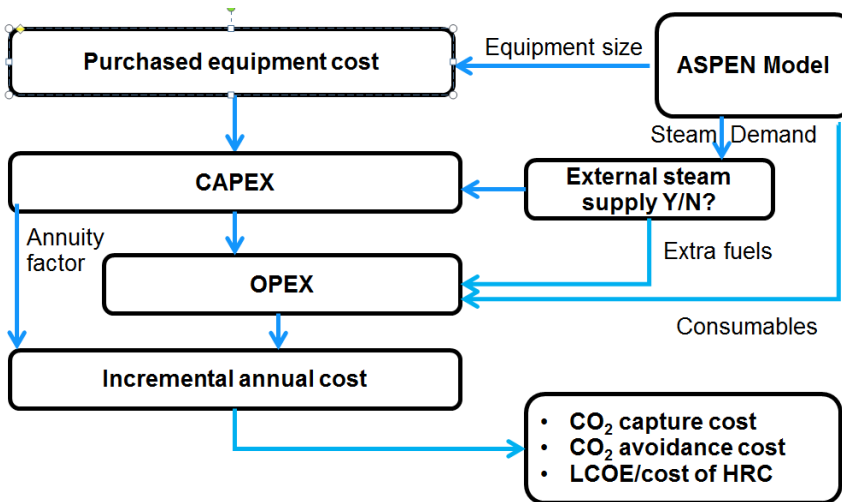 Purchased equipment cost
Equipment size
ASPEN Model
Steam Demand
CAPEX
External steam
supply Y/N?
Annuity
factor
Extra fuels
OPEX
Consumables
Incremental annual cost
• CO₂ capture cost
• CO₂ avoidance cost
• LCOE/cost of HRC